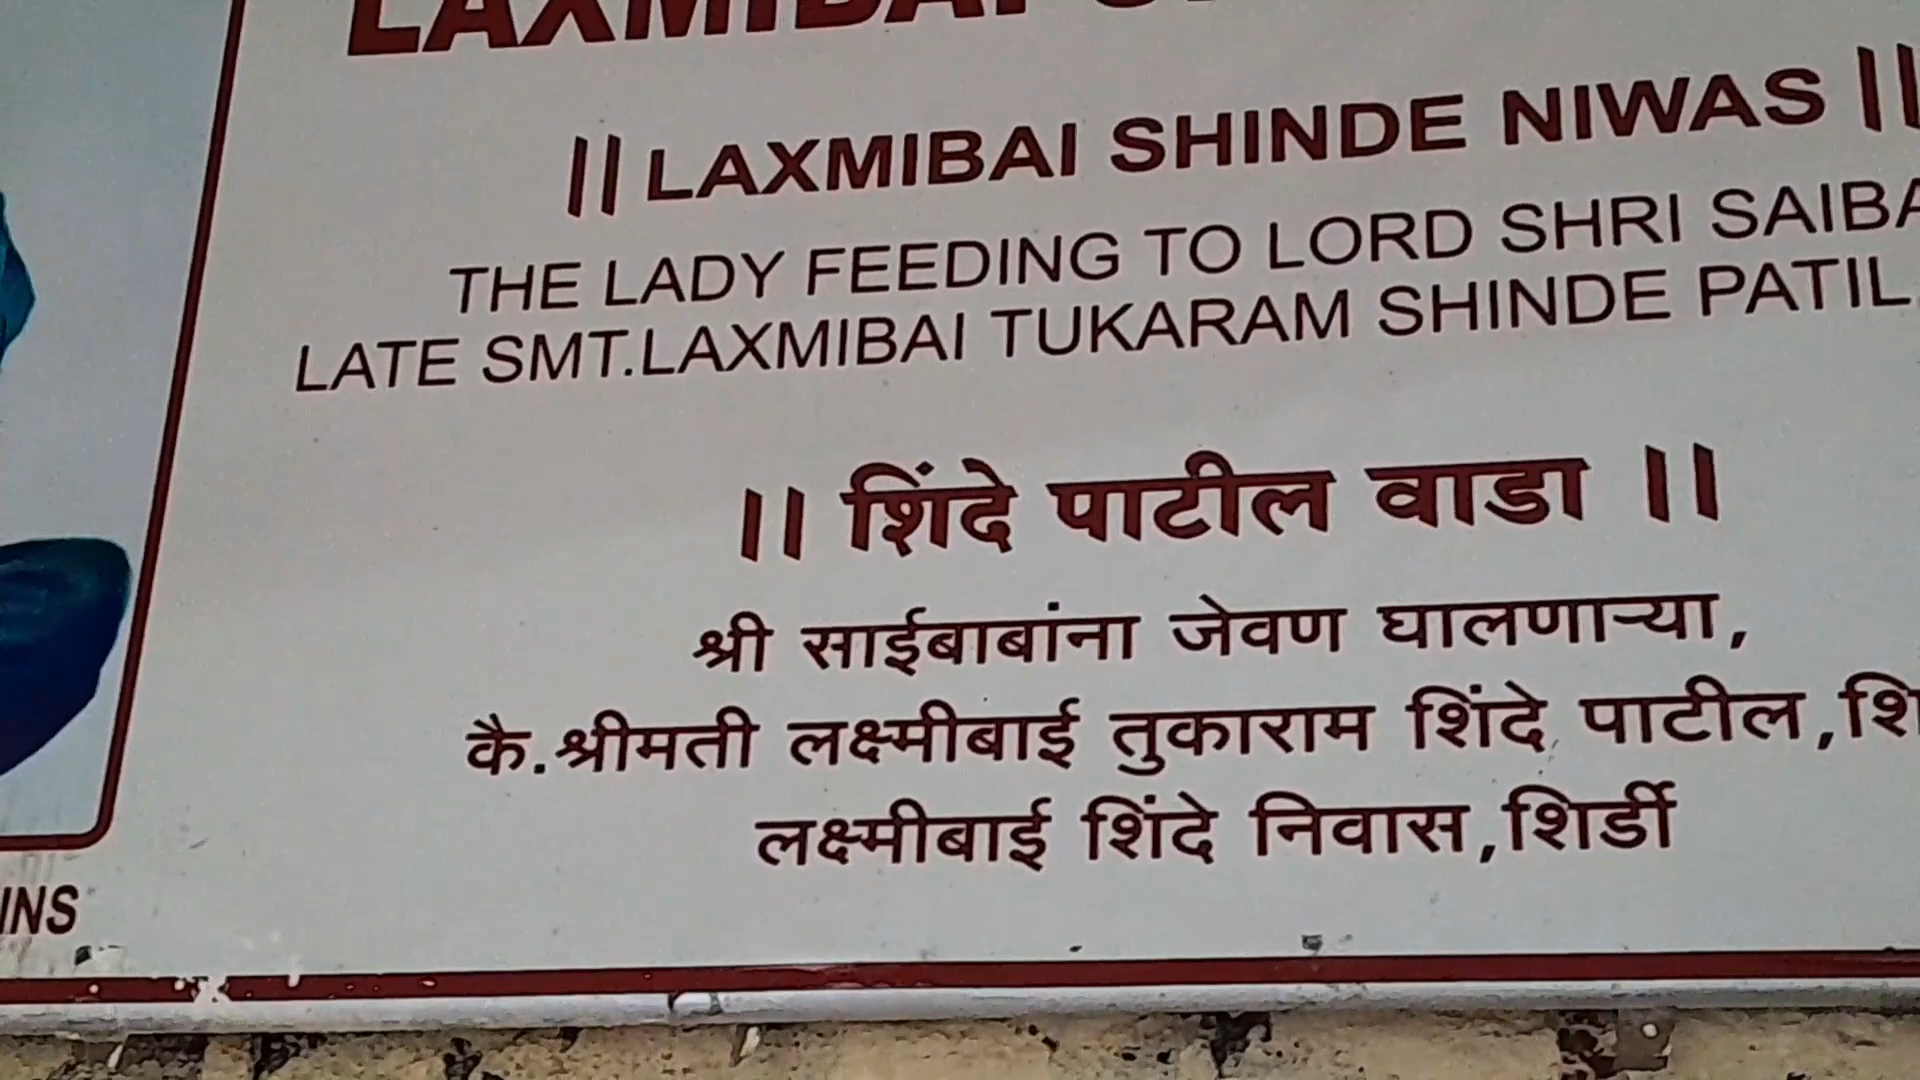 LAXMIBAI
|| LAXMIBAI SHINDE NIWAS ||
THE LADY FEEDING TO LORD SHRI
LATE SMT.LAXMIBAI TUKARAM SHINDE PATIL
।। शिंदे पाटील वाडा ।।
श्री साईबाबांना जेवण घालणाऱ्या,
कै.श्रीमती लक्ष्मीबाई तुकाराम शिंदे पाटील,
लक्ष्मीबाई शिंदे निवास,शिर्डी